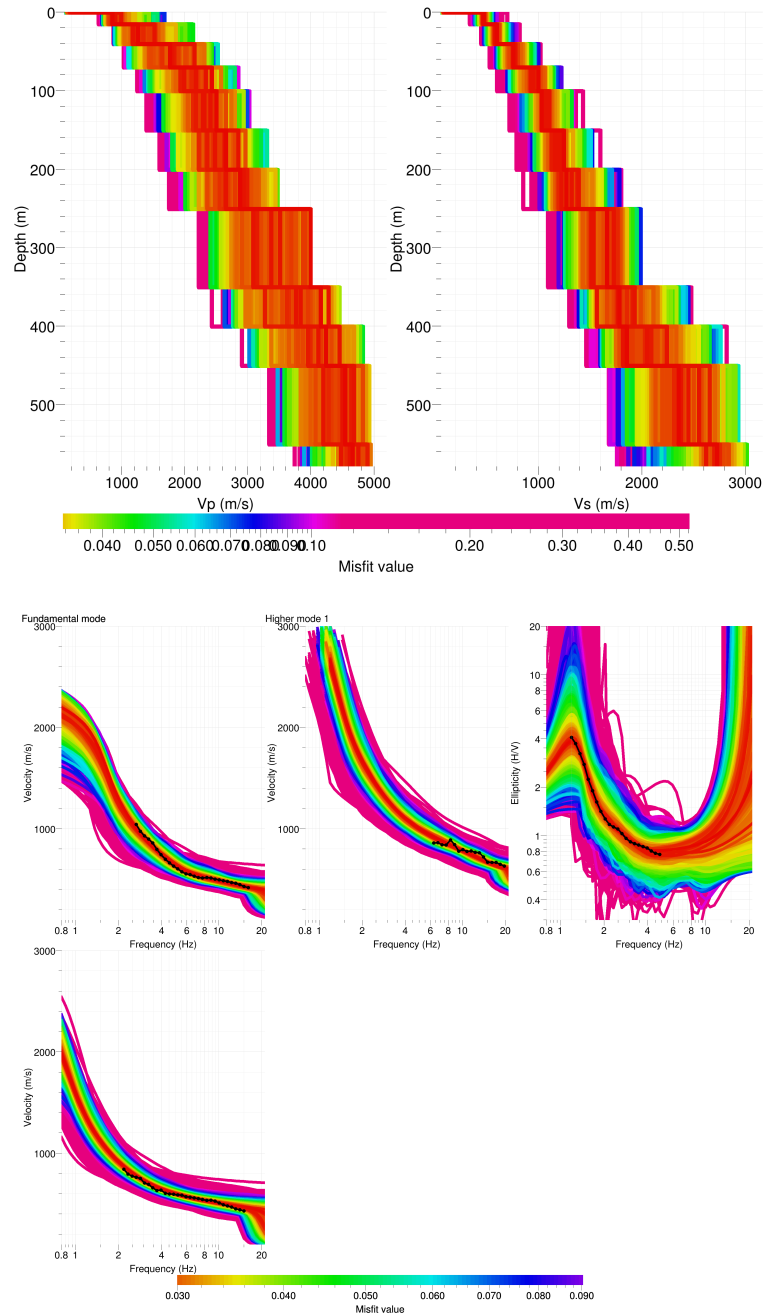 0
100
200
300
400
500
Depth (m)
1000 2000 3000 4000 5000
Vp (m/s)
0
100
200
300
400
500
Depth (m)
1000 2000 3000
Vs (m/s)
0.040 0.050 0.060 0.070 0.080 0.090 0.10 0.20 0.30 0.40 0.50
Misfit value
Fundamental mode
3000
2000
1000
Velocity (m/s)
0.8 1 2 4 6 8 10 20
Frequency (Hz)
Higher mode 1
3000
2000
1000
Velocity (m/s)
0.8 1 2 4 6 8 10 20
Frequency (Hz)
20
10
8
6
4
2
1
0.8
0.6
0.4
Ellipticity (H/V)
0.8 1 2 4 6 8 10 20
Frequency (Hz)
3000
2000
1000
Velocity (m/s)
0.8 1 2 4 6 8 10 20
Frequency (Hz)
0.030 0.040 0.050 0.060 0.070 0.080 0.090
Misfit value